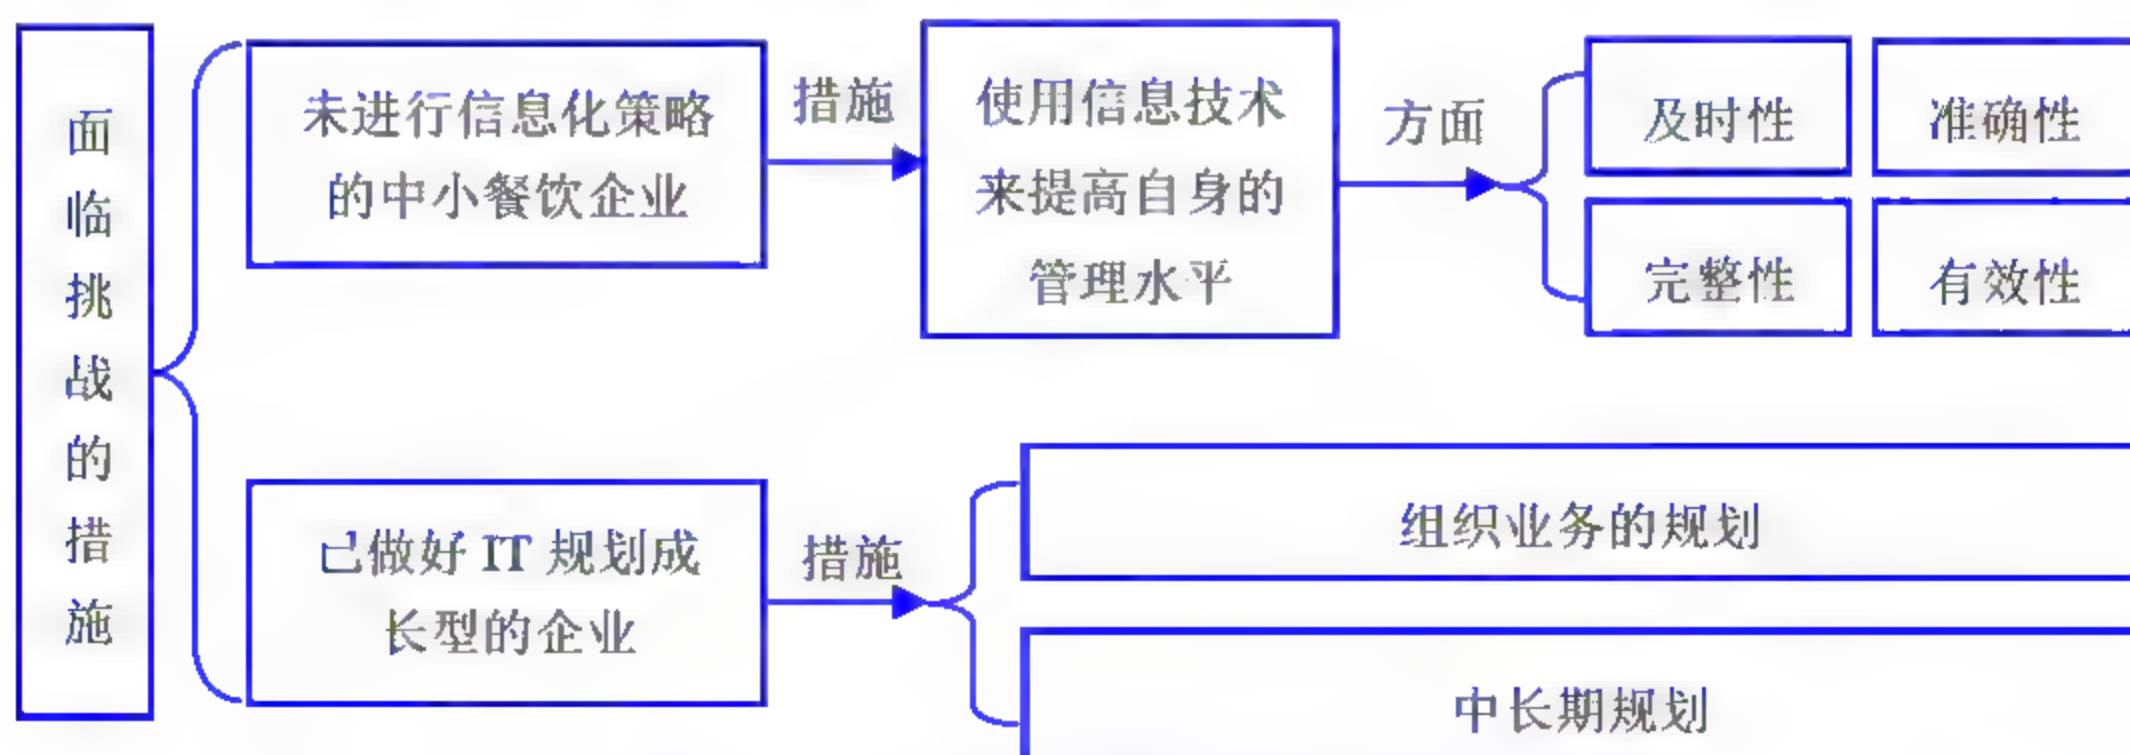 面临挑战的措施
未进行信息化策略
的中小餐饮企业
措施
使用信息技术
来提高自身的
管理水平
方面
及时性
准确性
完整性
有效性
已做好 IT 规划成
长型的企业
措施
组织业务的规划
中长期规划